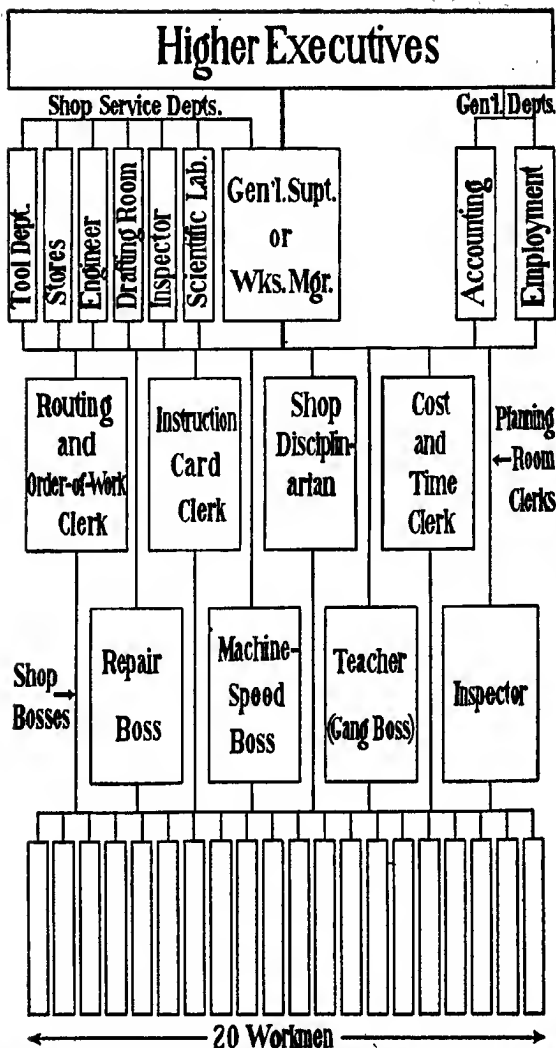 Higher Executives
Shop Service Depts.
Gen'l. Depts.
Tool Dept.
Stores
Engineer
Drafting Room
Inspector
Scientific Lab.
Gen'l. Supt.
or
Wks. Mgr.
Accounting
Employment
Routing
and
Order-of-Work
Clerk
Instruction
Card
Clerk
Shop
Disciplin-
arian
Cost
and
Time
Clerk
Planning
Room
Clerks
Shop
Bosses
Repair
Boss
Machine-
Speed
Boss
Teacher
(Gang Boss)
Inspector
20 Workmen